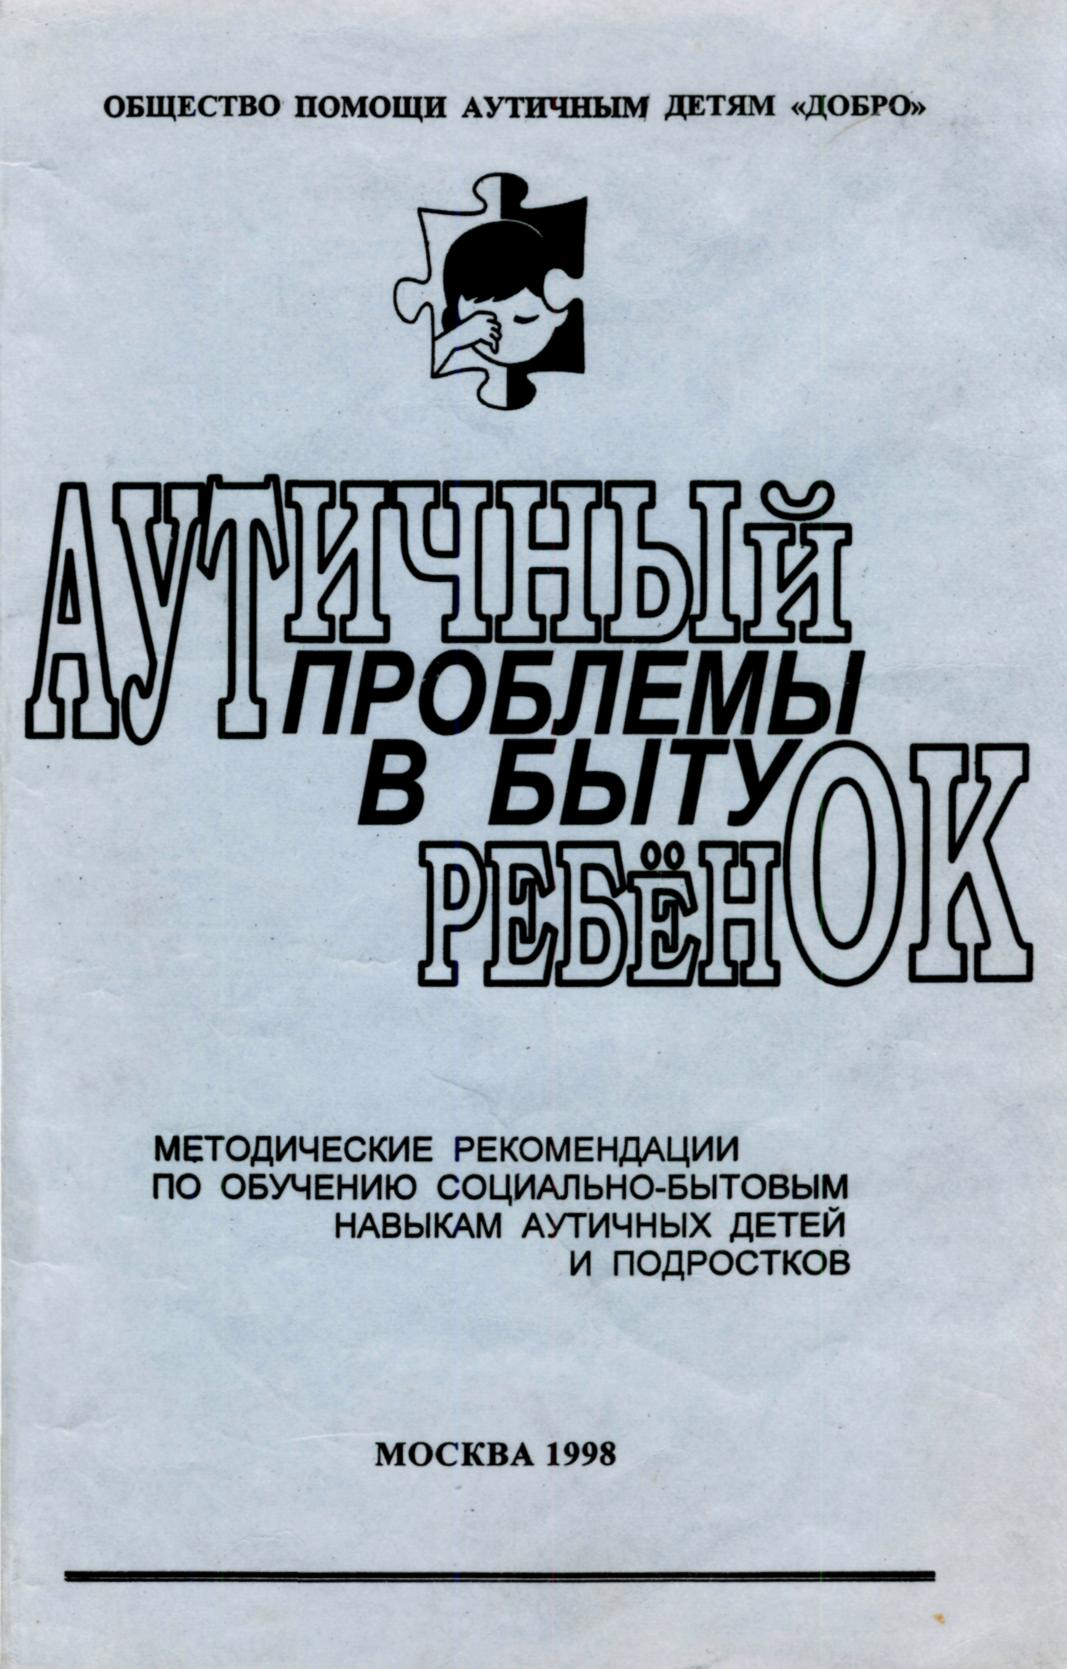 ОБЩЕСТВО ПОМОЩИ АУТИЧНЫМ ДЕТЯМ «ДОБРО»
АУТИЧНЫЙ
ПРОБЛЕМЫ
В БЫТУ
РЕБЁНОК
МЕТОДИЧЕСКИЕ РЕКОМЕНДАЦИИ
ПО ОБУЧЕНИЮ СОЦИАЛЬНО-БЫТОВЫМ
НАВЫКАМ АУТИЧНЫХ ДЕТЕЙ
И ПОДРОСТКОВ
МОСКВА 1998